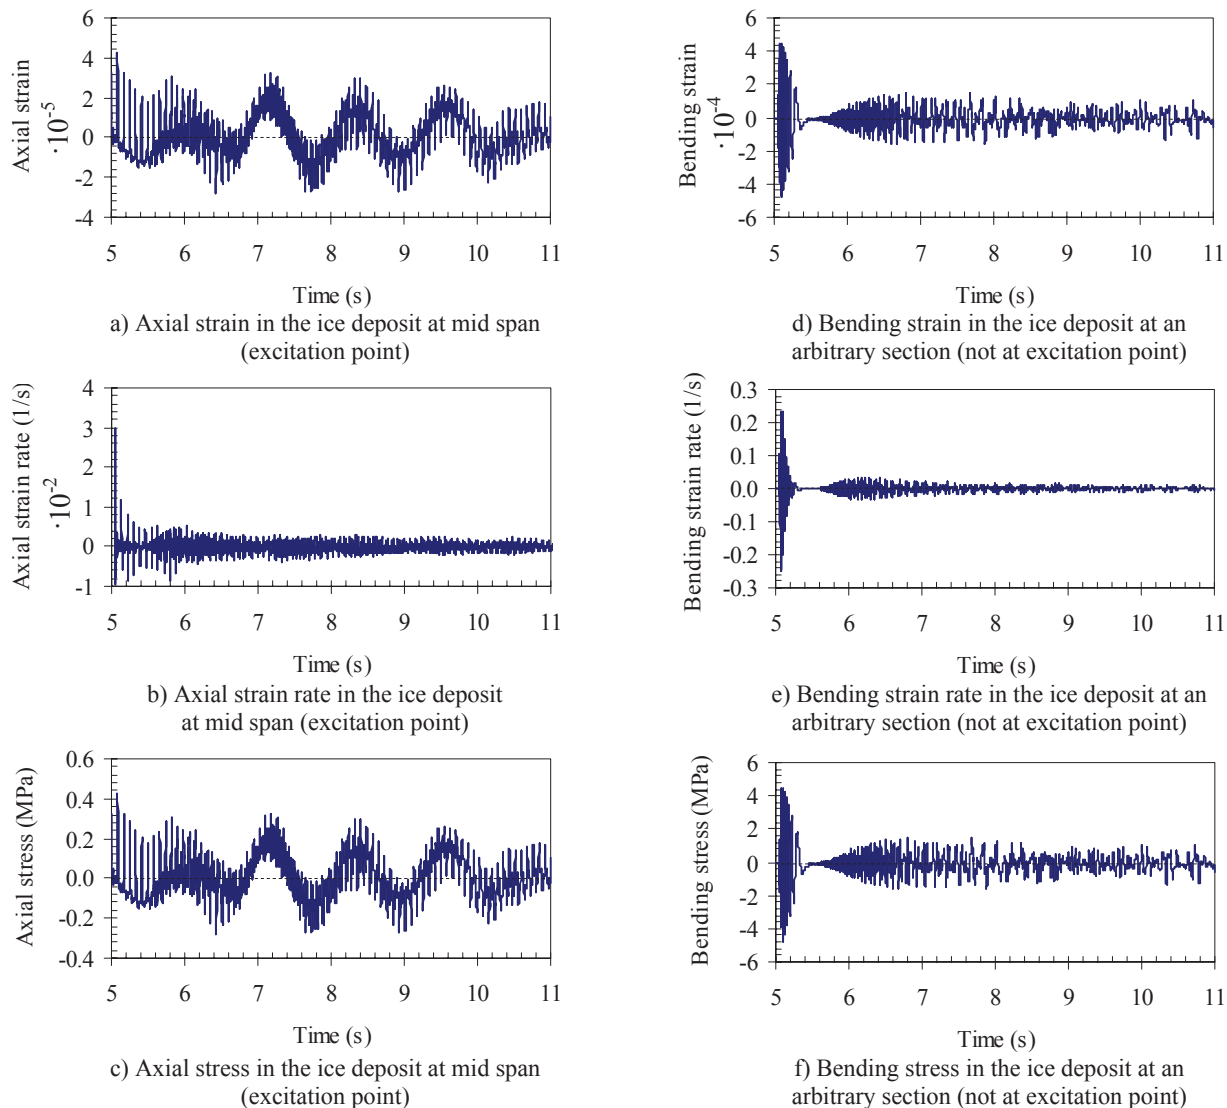 6
4
2
0
-2
-4
Axial strain
·10-5
5 6 7 8 9 10 11
Time (s)
a) Axial strain in the ice deposit at mid span
(excitation point)
4
3
2
1
0
-1
Axial strain rate (1/s)
·10-2
5 6 7 8 9 10 11
Time (s)
b) Axial strain rate in the ice deposit
at mid span (excitation point)
0.6
0.4
0.2
0.0
-0.2
-0.4
Axial stress (MPa)
5 6 7 8 9 10 11
Time (s)
c) Axial stress in the ice deposit at mid span
(excitation point)
6
4
2
0
-2
-4
-6
Bending strain
·10-4
5 6 7 8 9 10 11
Time (s)
d) Bending strain in the ice deposit at an
arbitrary section (not at excitation point)
0.3
0.2
0.1
0.0
-0.1
-0.2
-0.3
Bending strain rate (1/s)
5 6 7 8 9 10 11
Time (s)
e) Bending strain rate in the ice deposit at an
arbitrary section (not at excitation point)
6
4
2
0
-2
-4
-6
Bending stress (MPa)
5 6 7 8 9 10 11
Time (s)
f) Bending stress in the ice deposit at an
arbitrary section (not at excitation point)